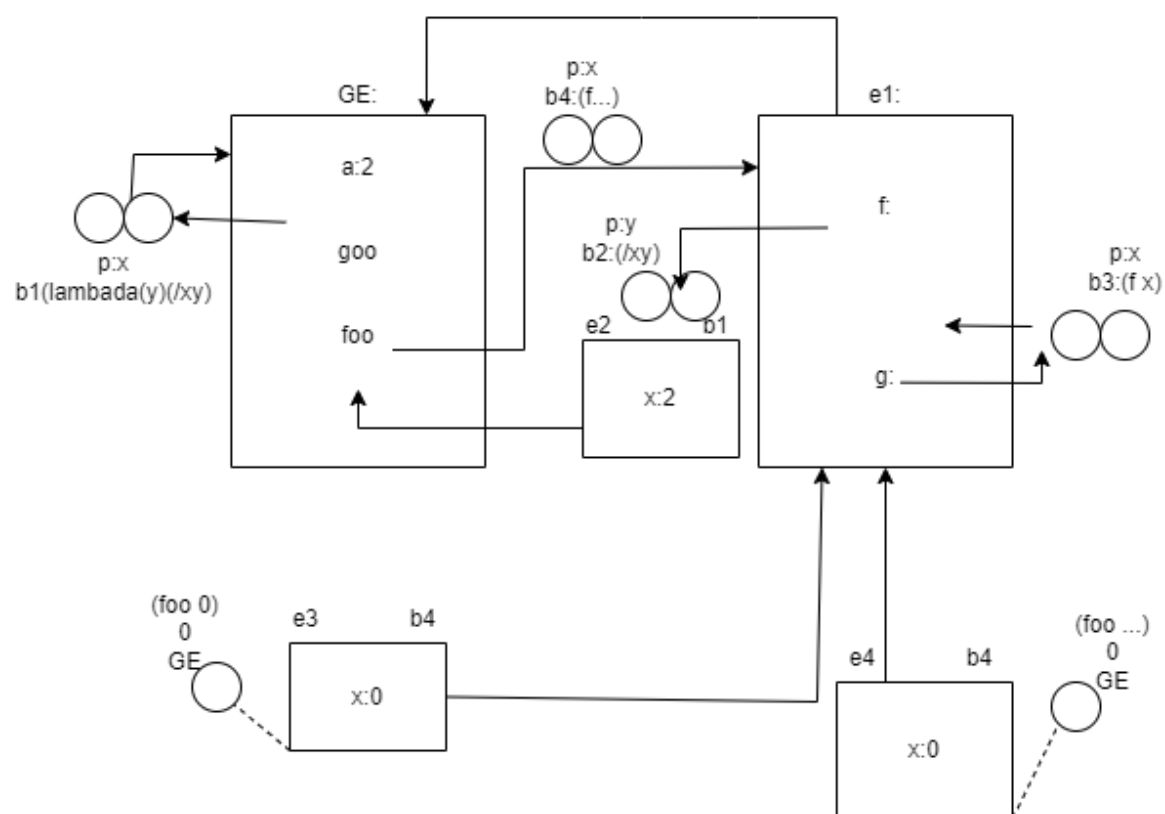 p:x
b4:(f...)
GE:
e1:
a:2
goo
foo
p:x
b1(lambada(y)(/xy)
p:y
b2:(/xy)
e2
b1
x:2
f:
g:
p:x
b3:(f x)
(foo 0)
0
GE
e3
b4
x:0
e4
b4
x:0
(foo ...)
0
GE